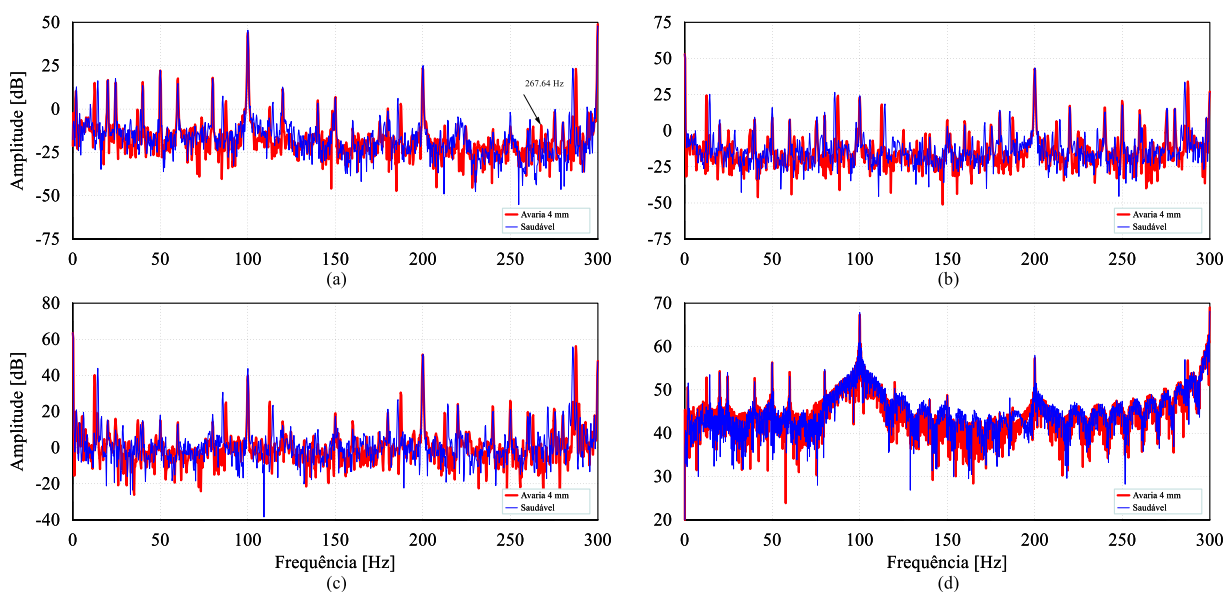 50
25
0
-25
-50
-75
Amplitude [dB]
267.64 Hz
Avaria 4 mm
Saudável
0 50 100 150 200 250 300
(a)
75
50
25
0
-25
-50
-75
Avaria 4 mm
Saudável
0 50 100 150 200 250 300
(b)
80
60
40
20
0
-20
-40
Amplitude [dB]
Avaria 4 mm
Saudável
0 50 100 150 200 250 300
Frequência [Hz]
(c)
70
60
50
40
30
20
Avaria 4 mm
Saudável
0 50 100 150 200 250 300
Frequência [Hz]
(d)